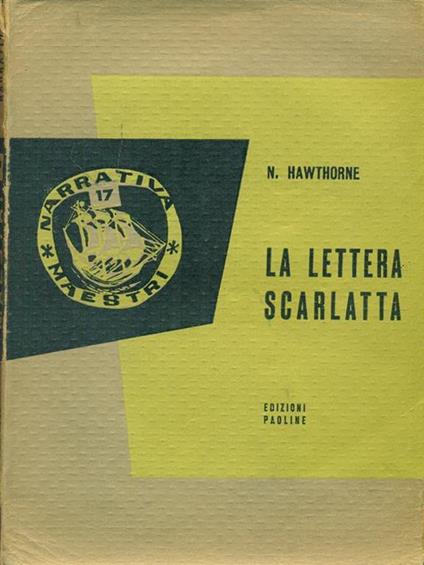 NARRATIVA
17
* MAESTRI *
N. HAWTHORNE
LA LETTERA
SCARLATTA
EDIZIONI
PAOLINE